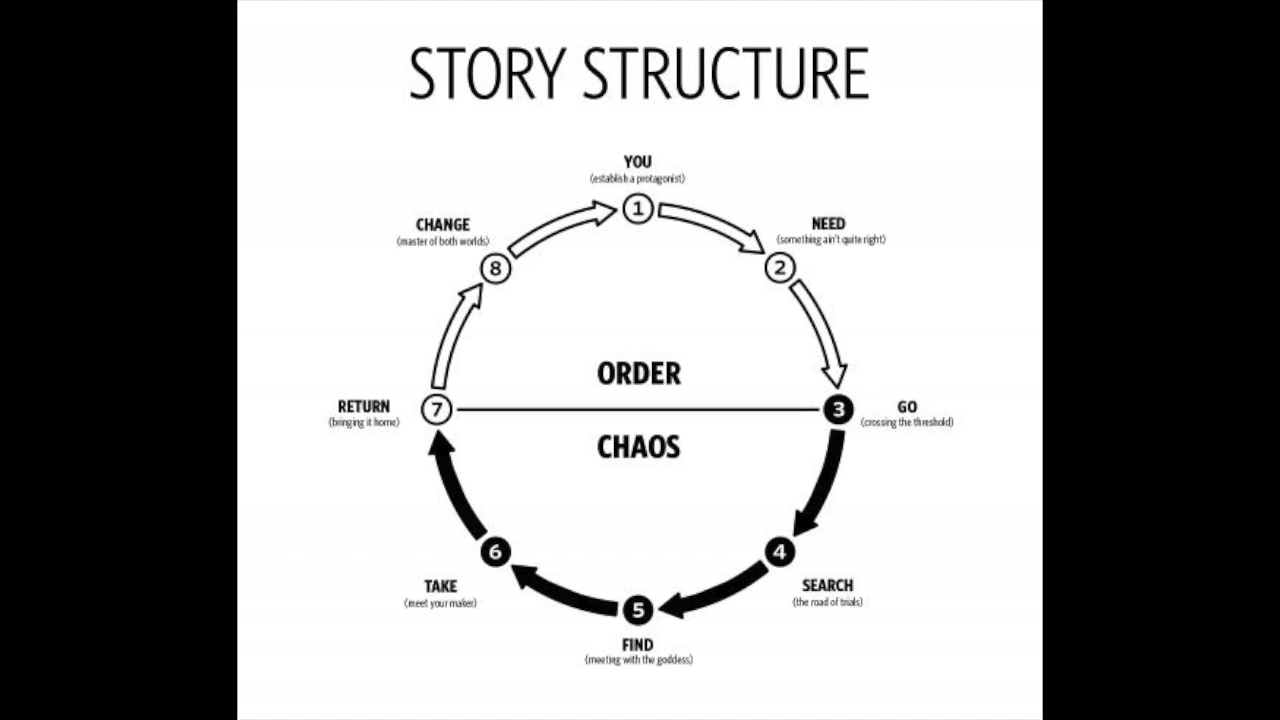 STORY STRUCTURE
YOU
(establish a protagonist)
1
NEED
(something ain't quite right)
2
GO
(crossing the threshold)
3
SEARCH
(the road of trials)
4
FIND
(meeting with the goddess)
5
TAKE
(meet your maker)
6
RETURN
(bringing it home)
7
CHANGE
(master of both worlds)
8
ORDER
CHAOS